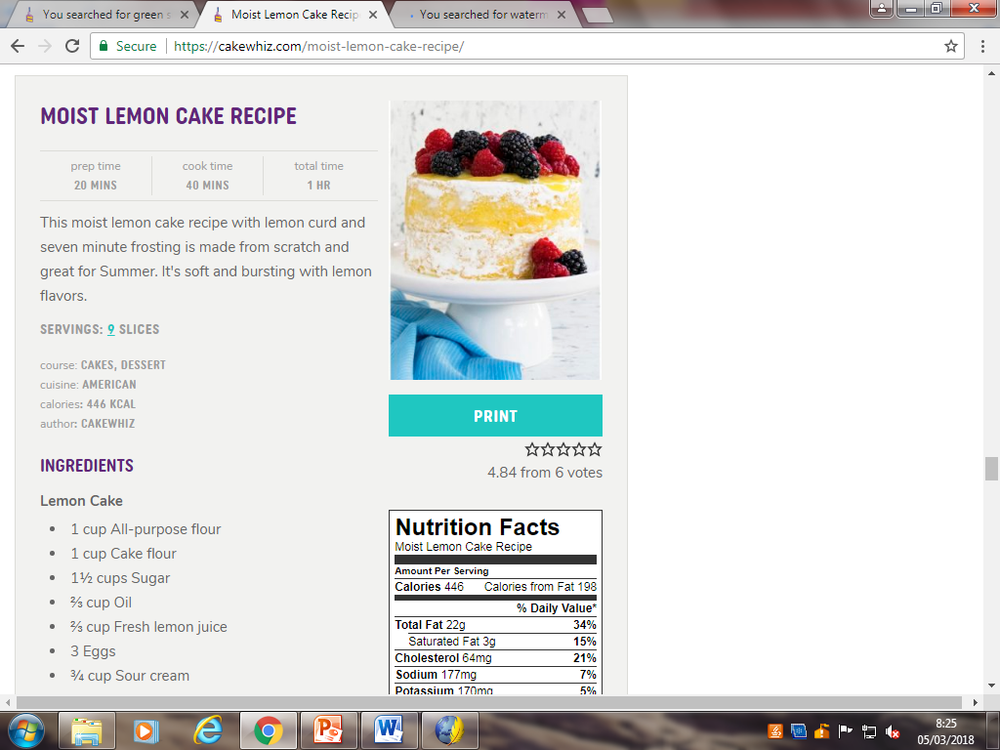 You searched for green s
Moist Lemon Cake Recipe
You searched for waterm
Secure
https://cakewhiz.com/moist-lemon-cake-recipe/
MOIST LEMON CAKE RECIPE
prep time cook time total time
20 MINS 40 MINS 1 HR
This moist lemon cake recipe with lemon curd and
seven minute frosting is made from scratch and
great for Summer. It's soft and bursting with lemon
flavors.
SERVINGS: 9 SLICES
course: CAKES, DESSERT
cuisine: AMERICAN
calories: 446 KCAL
author: CAKEWHIZ
INGREDIENTS
Lemon Cake
• 1 cup All-purpose flour
• 1 cup Cake flour
• 1½ cups Sugar
• ⅔ cup Oil
• ⅔ cup Fresh lemon juice
• 3 Eggs
• ¾ cup Sour cream
PRINT
4.84 from 6 votes
Nutrition Facts
Moist Lemon Cake Recipe
Amount Per Serving
Calories 446 Calories from Fat 198
% Daily Value*
Total Fat 22g 34%
Saturated Fat 3g 15%
Cholesterol 64mg 21%
Sodium 177mg 7%
Potassium 170mg 5%
8:25
05/03/2018